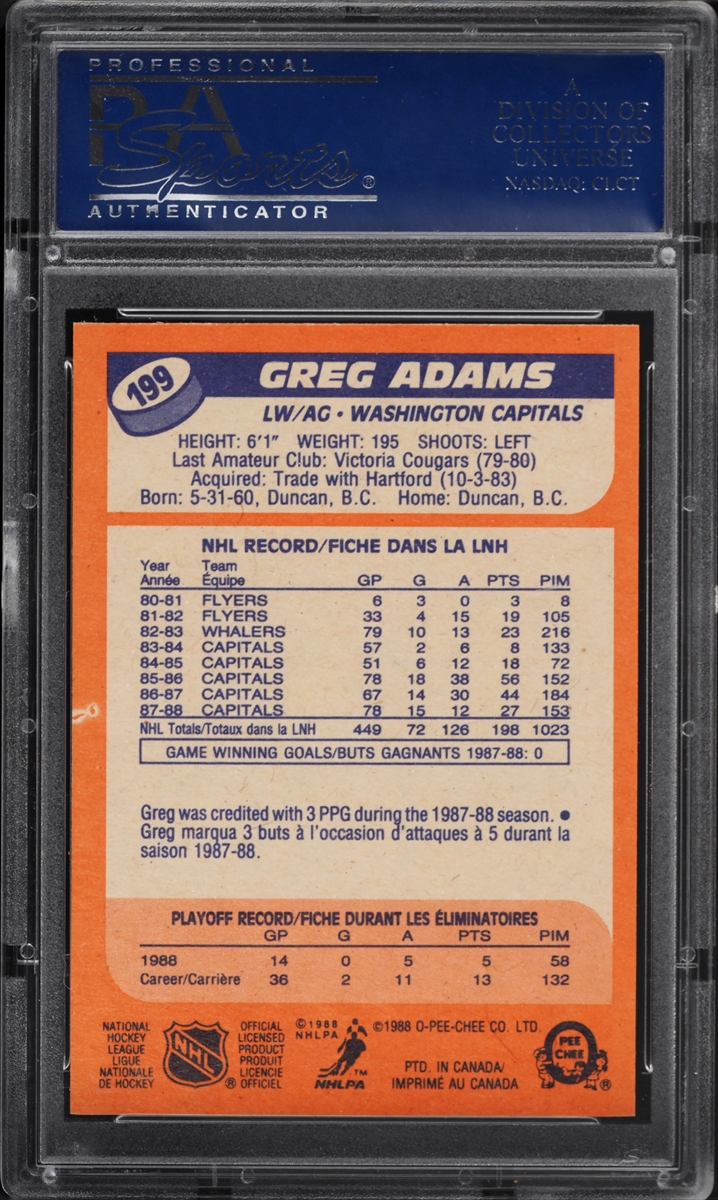 PROFESSIONAL
PSA
Sports®
AUTHENTICATOR
A
DIVISION OF
COLLECTORS
UNIVERSE
NASDAQ: CLCT
199
GREG ADAMS
LW/AG • WASHINGTON CAPITALS
HEIGHT: 6'1" WEIGHT: 195 SHOOTS: LEFT
Last Amateur Club: Victoria Cougars (79-80)
Acquired: Trade with Hartford (10-3-83)
Born: 5-31-60, Duncan, B.C. Home: Duncan, B.C.
NHL RECORD/FICHE DANS LA LNH
Year Team
Année Équipe GP G A PTS PIM
80-81 FLYERS 6 3 0 3 8
81-82 FLYERS 33 4 15 19 105
82-83 WHALERS 79 10 13 23 216
83-84 CAPITALS 57 2 6 8 133
84-85 CAPITALS 51 6 12 18 72
85-86 CAPITALS 78 18 38 56 152
86-87 CAPITALS 67 14 30 44 184
87-88 CAPITALS 78 15 12 27 153
NHL Totals/Totaux dans la LNH 449 72 126 198 1023
GAME WINNING GOALS/BUTS GAGNANTS 1987-88: 0
Greg was credited with 3 PPG during the 1987-88 season. •
Greg marqua 3 buts à l'occasion d'attaques à 5 durant la
saison 1987-88.
PLAYOFF RECORD/FICHE DURANT LES ÉLIMINATOIRES
GP G A PTS PIM
1988 14 0 5 5 58
Career/Carrière 36 2 11 13 132
NATIONAL
HOCKEY
LEAGUE
LIGUE
NATIONALE
DE HOCKEY
NHL
®
OFFICIAL
LICENSED
PRODUCT
PRODUIT
LICENCIE
OFFICIEL
©1988
NHLPA
™
NHLPA
©1988 O-PEE-CHEE CO. LTD.
PTD. IN CANADA/
IMPRIMÉ AU CANADA
O
PEE
CHEE
®